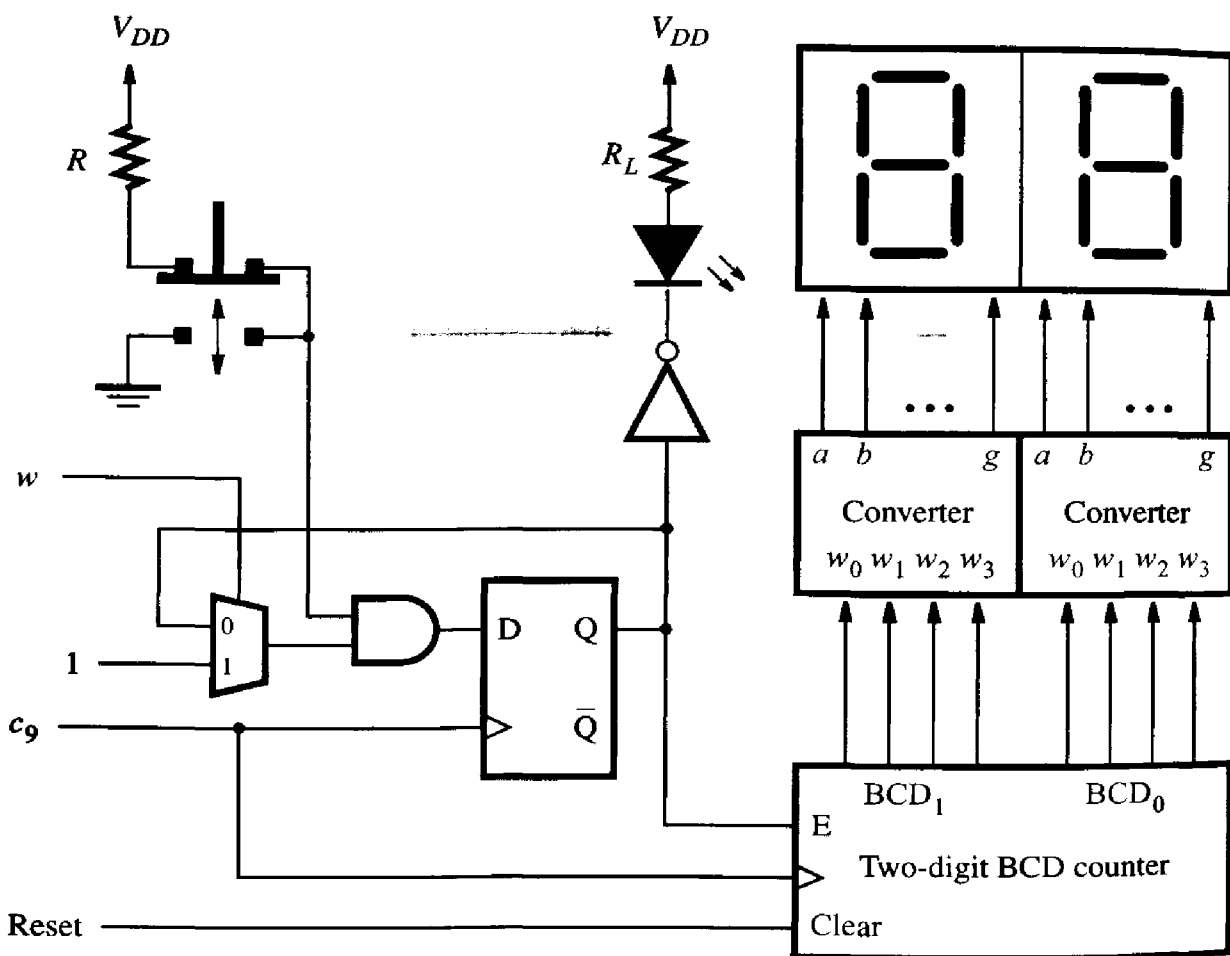 V_DD V_DD
R R_L
a b ••• g a b ••• g
w
Converter Converter
w_0 w_1 w_2 w_3 w_0 w_1 w_2 w_3
0
1 1
D Q
c_9 Q̄
BCD_1 BCD_0
E
Two-digit BCD counter
Reset Clear